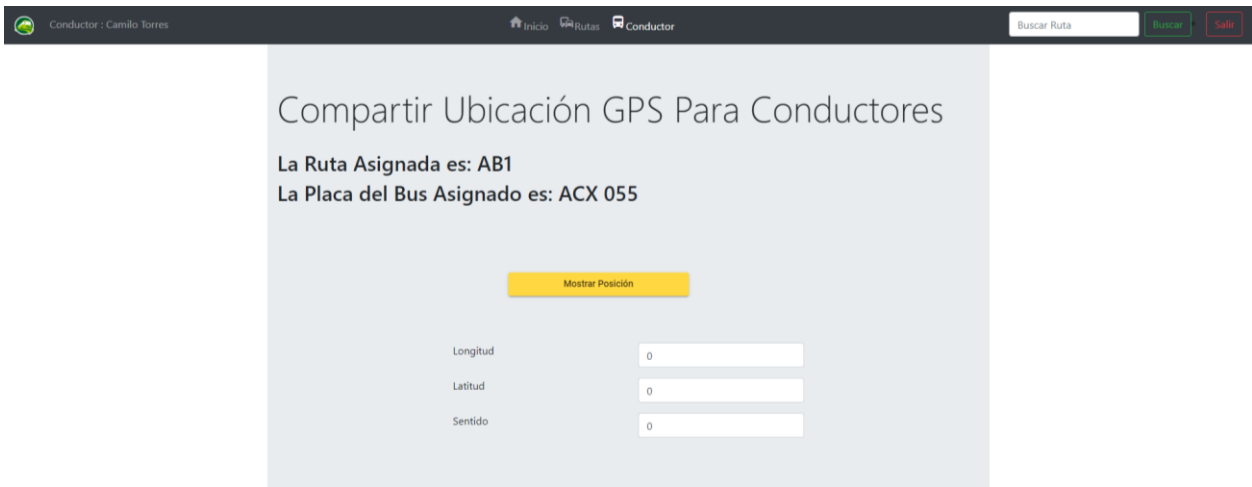 Conductor : Camilo Torres Inicio Rutas Conductor Buscar Ruta Buscar Salir
Compartir Ubicación GPS Para Conductores
La Ruta Asignada es: AB1
La Placa del Bus Asignado es: ACX 055
Mostrar Posición
Longitud 0
Latitud 0
Sentido 0